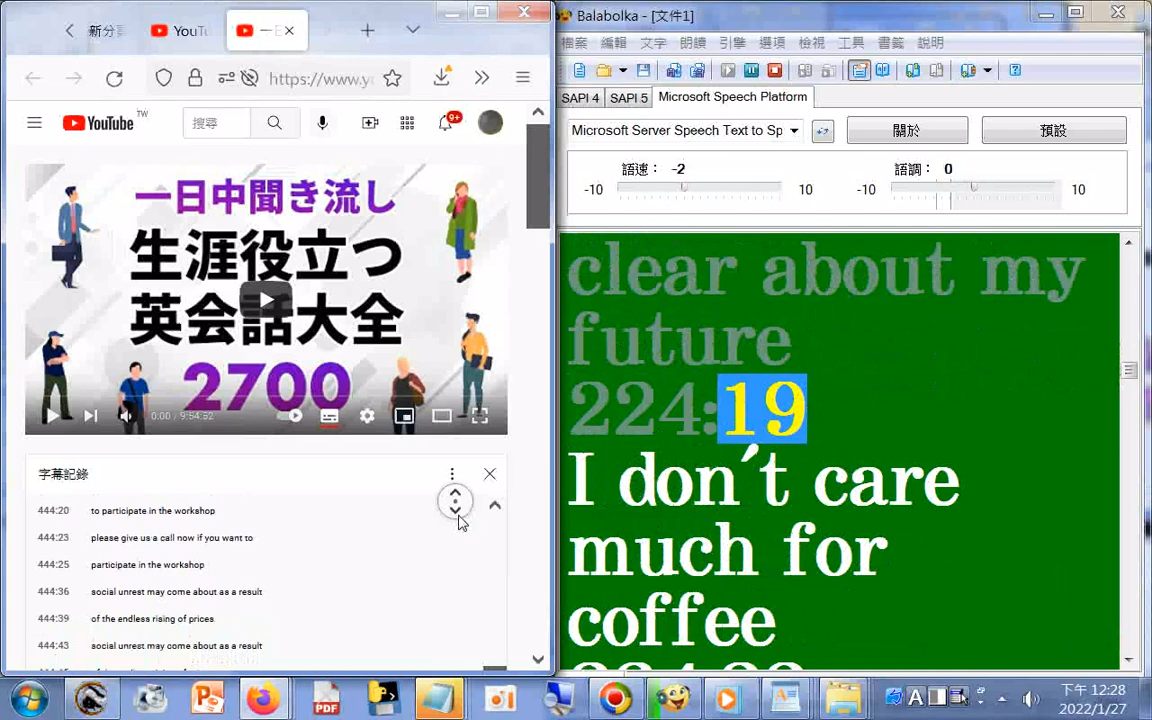 新分
YouTu
一E
https://www.yo
YouTube TW
搜尋
9+
一日中聞き流し
生涯役立つ
英会話大全
2700
0:00 / 9:54:52
字幕記錄
444:20 to participate in the workshop
444:23 please give us a call now if you want to
444:25 participate in the workshop
444:36 social unrest may come about as a result
444:39 of the endless rising of prices
444:43 social unrest may come about as a result
Balabolka - [文件1]
檔案 編輯 文字 朗讀 引擎 選項 檢視 工具 書籤 說明
SAPI 4 SAPI 5 Microsoft Speech Platform
Microsoft Server Speech Text to Sp
關於 預設
語速: -2 語調: 0
-10 10 -10 10
clear about my
future
224:19
I don't care
much for
coffee
PDF
A
下午 12:28
2022/1/27